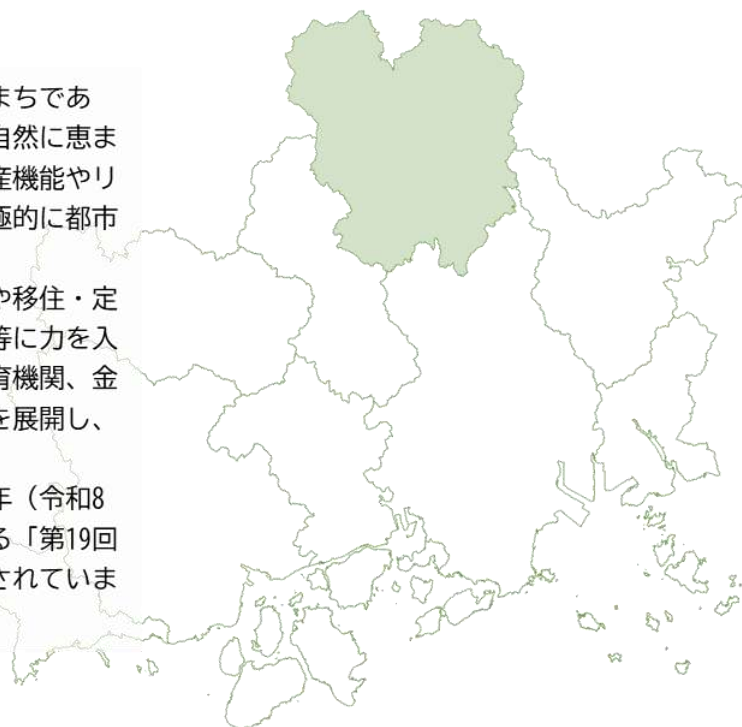 まちであ
自然に恵ま
産機能やリ
極的に都市
や移住・定
等に力を入
育機関、金
を展開し、
年（令和8
る「第19回
されていま